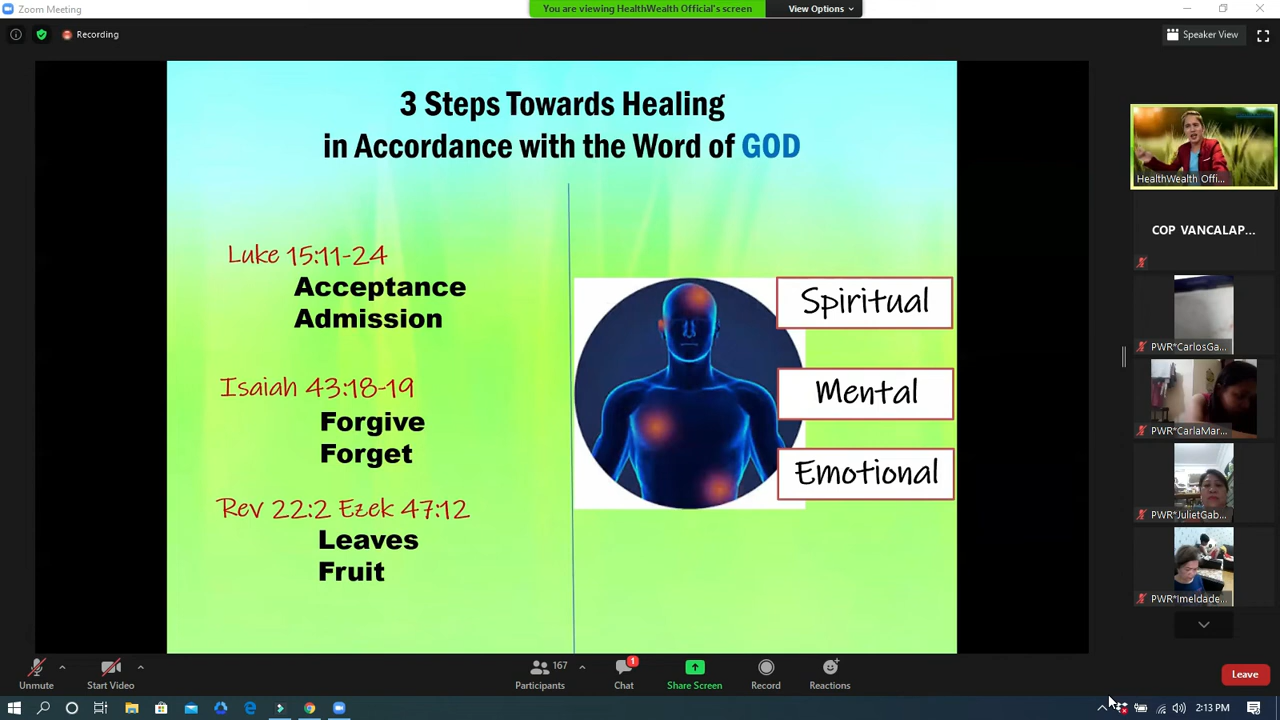 Zoom Meeting
You are viewing HealthWealth Official's screen
View Options
Recording
Speaker View
3 Steps Towards Healing
in Accordance with the Word of GOD
Luke 15:11-24
Acceptance
Admission
Isaiah 43:18-19
Forgive
Forget
Rev 22:2 Ezek 47:12
Leaves
Fruit
Spiritual
Mental
Emotional
HealthWealth Offi...
COP VANCALAP...
PWR*CarlosGa...
PWR*CarlaMar...
PWR*JulietGab...
PWR*Imeldade...
Unmute
Start Video
Participants
167
Chat
1
Share Screen
Record
Reactions
Leave
2:13 PM